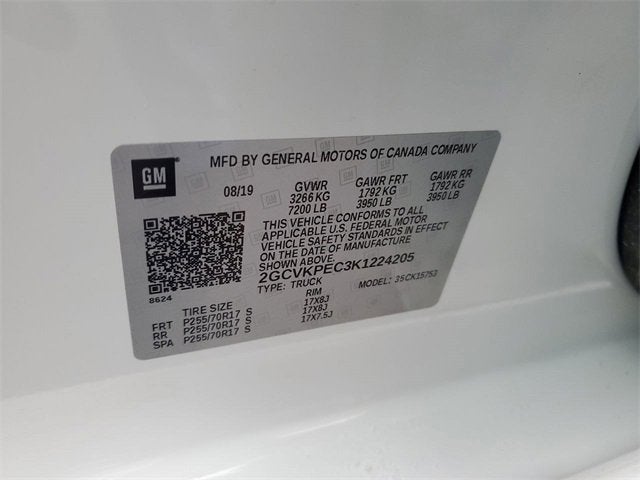 GM
MFD BY GENERAL MOTORS OF CANADA COMPANY
08/19 GVWR GAWR FRT GAWR RR
3266 KG 1792 KG 1792 KG
7200 LB 3950 LB 3950 LB
THIS VEHICLE CONFORMS TO ALL
APPLICABLE U.S. FEDERAL MOTOR
VEHICLE SAFETY STANDARDS IN EFFECT
ON THE DATE OF MANUFACTURE
SHOWN ABOVE.
2GCVKPEC3K1224205
8624
TYPE: TRUCK MODEL: 35CK15753
TIRE SIZE RIM
FRT P255/70R17 S 17X8J
RR P255/70R17 S 17X8J
SPA P255/70R17 S 17X7.5J